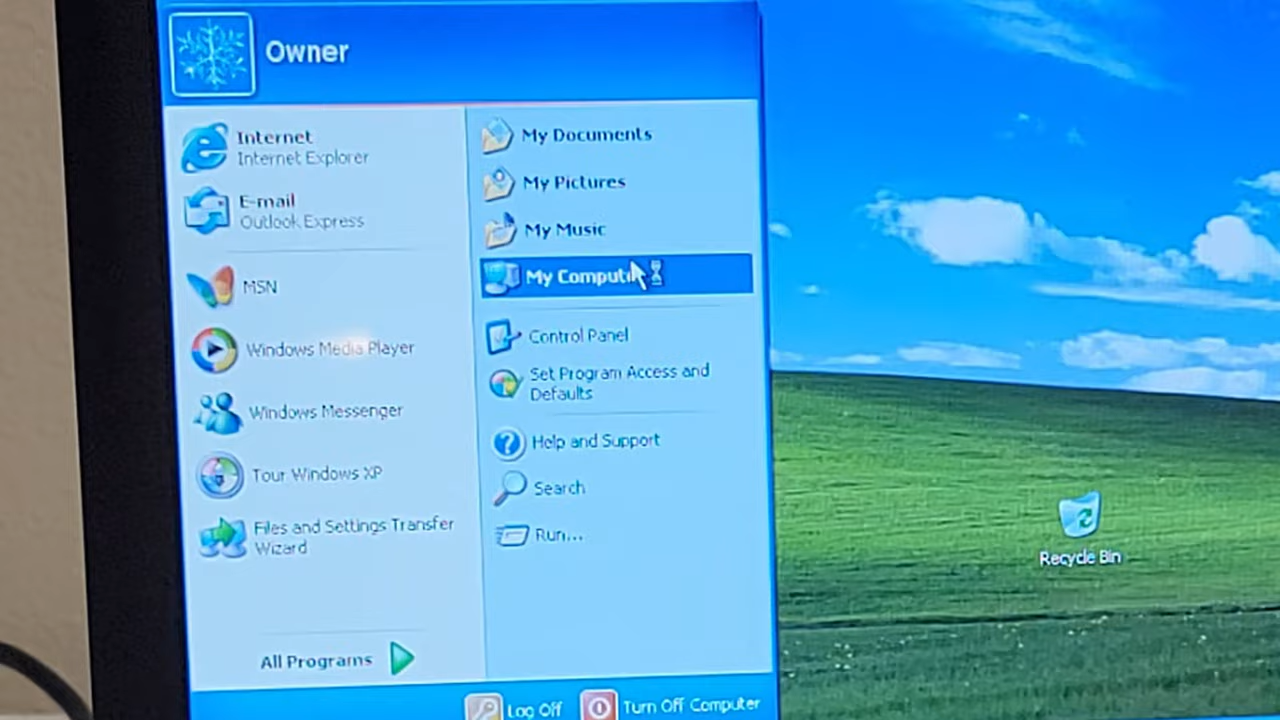 Owner
Internet
Internet Explorer
E-mail
Outlook Express
MSN
Windows Media Player
Windows Messenger
Tour Windows XP
Files and Settings Transfer
Wizard
All Programs
My Documents
My Pictures
My Music
My Comput
Control Panel
Set Program Access and
Defaults
Help and Support
Search
Run...
Log Off
Turn Off Computer
Recycle Bin